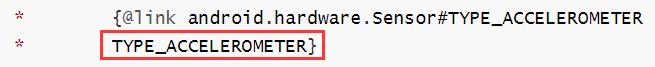 * {@link android.hardware.Sensor#TYPE_ACCELEROMETER
* TYPE_ACCELEROMETER}